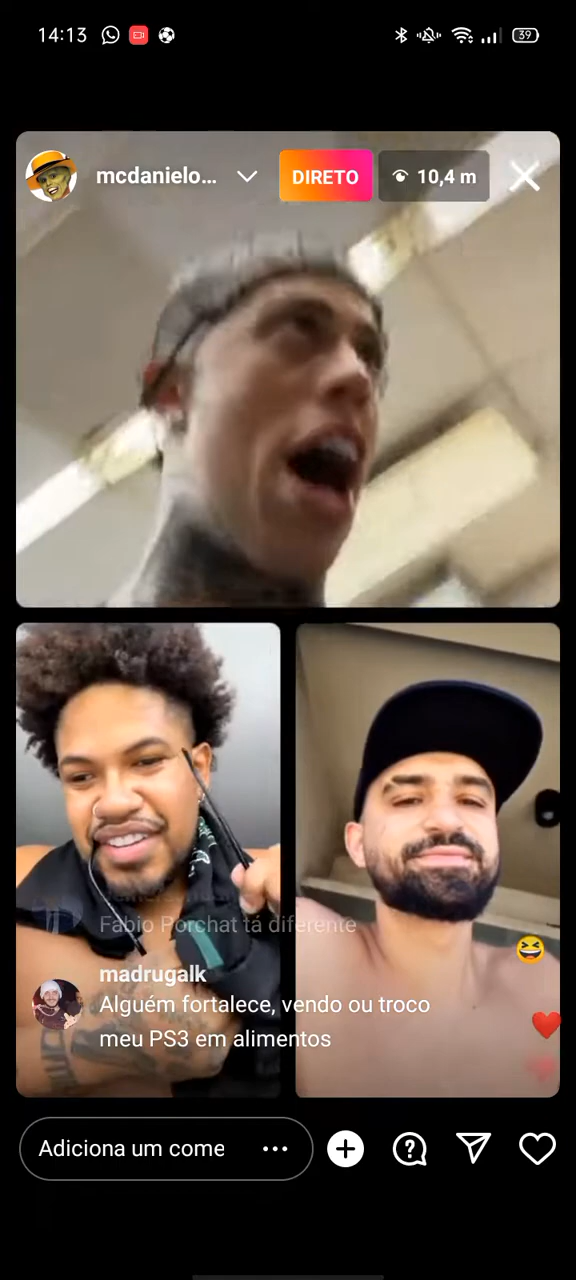 14:13
39
mcdanielo...
DIRETO
10,4 m
Fábio Porchat tá diferente
madrugalk
Alguém fortalece, vendo ou troco
meu PS3 em alimentos
Adiciona um come